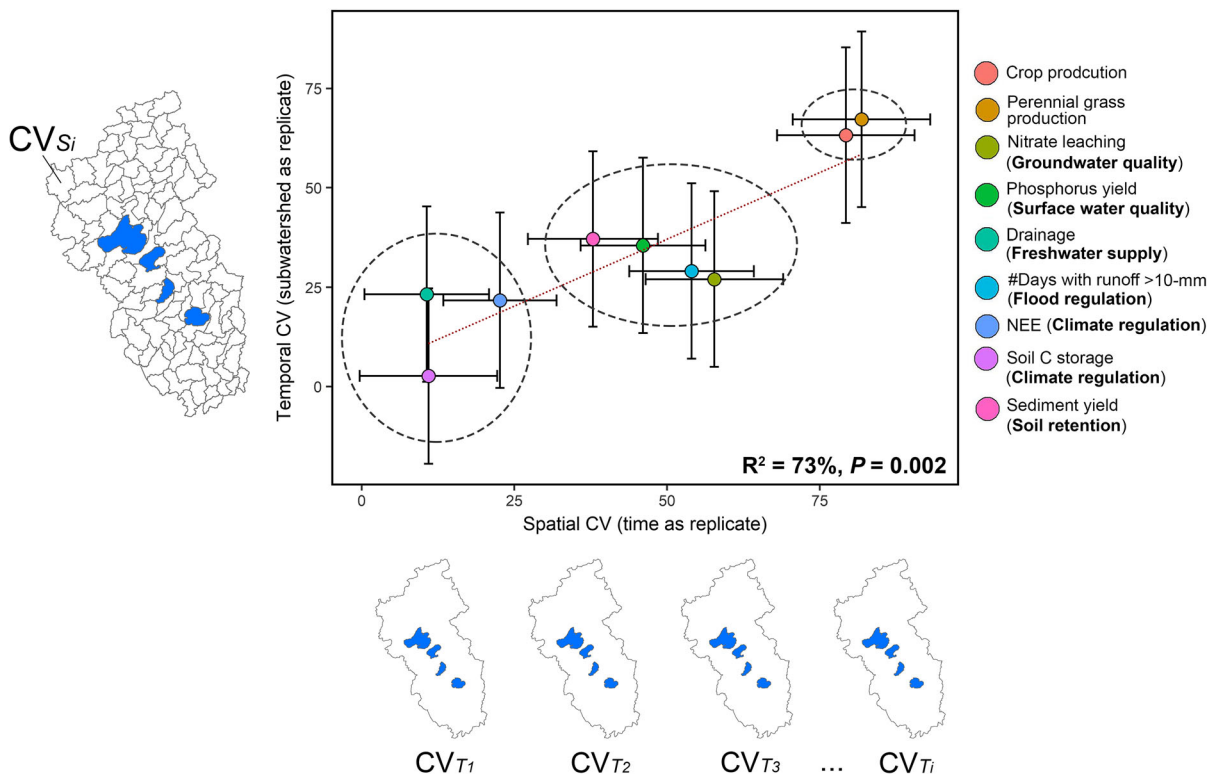 CVSi
Temporal CV (subwatershed as replicate)
75
50
25
0
0
25
50
75
Spatial CV (time as replicate)
R² = 73%, P = 0.002
Crop prodcution
Perennial grass
production
Nitrate leaching
(Groundwater quality)
Phosphorus yield
(Surface water quality)
Drainage
(Freshwater supply)
#Days with runoff >10-mm
(Flood regulation)
NEE (Climate regulation)
Soil C storage
(Climate regulation)
Sediment yield
(Soil retention)
CVT1
CVT2
CVT3
...
CVTi